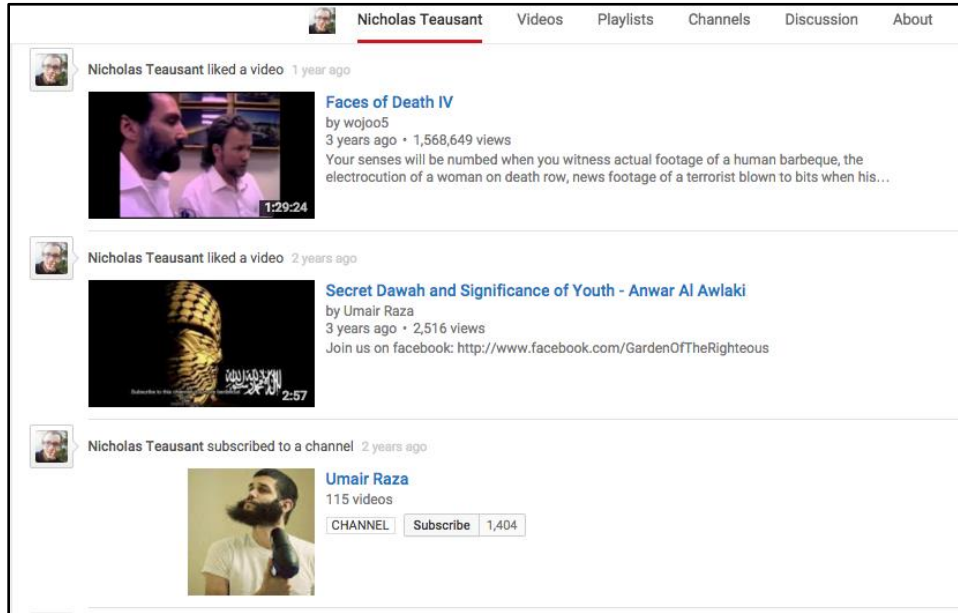 Nicholas Teausant Videos Playlists Channels Discussion About
Nicholas Teausant liked a video 1 year ago
Faces of Death IV
by wojoo5
3 years ago • 1,568,649 views
Your senses will be numbed when you witness actual footage of a human barbeque, the
electrocution of a woman on death row, news footage of a terrorist blown to bits when his...
1:29:24
Nicholas Teausant liked a video 2 years ago
Secret Dawah and Significance of Youth - Anwar Al Awlaki
by Umair Raza
3 years ago • 2,516 views
Join us on facebook: http://www.facebook.com/GardenOfTheRighteous
Subscribe to this channel
2:57
Nicholas Teausant subscribed to a channel 2 years ago
Umair Raza
115 videos
CHANNEL Subscribe 1,404